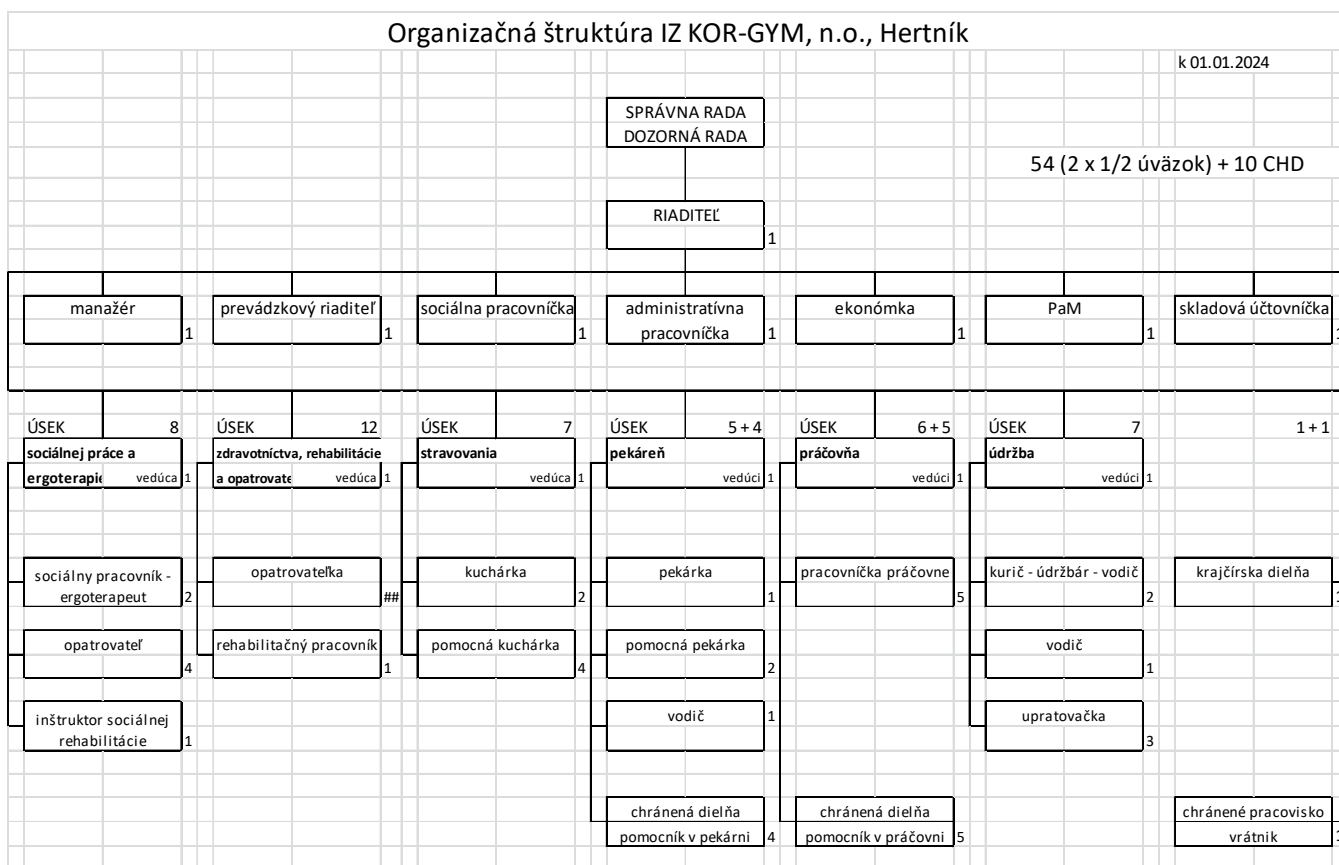 Organizačná štruktúra IZ KOR-GYM, n.o., Hertník
k 01.01.2024
SPRÁVNA RADA
DOZORNÁ RADA
54 (2 x 1/2 úväzok) + 10 CHD
RIADITEĽ
1
manažér
1
prevádzkový riaditeľ
1
sociálna pracovníčka
1
administratívna
pracovníčka
1
ekonómka
1
PaM
1
skladová účtovníčka
1
ÚSEK 8
sociálnej práce a
ergoterapie vedúca 1
ÚSEK 12
zdravotníctva, rehabilitácie
a opatrovate vedúca 1
ÚSEK 7
stravovania
vedúca 1
ÚSEK 5 + 4
pekáreň
vedúci 1
ÚSEK 6 + 5
práčovňa
vedúci 1
ÚSEK 7
údržba
vedúci 1
1 + 1
sociálny pracovník -
ergoterapeut 2
opatrovateľka
##
kuchárka
2
pekárka
1
pracovníčka práčovne
5
kurič - údržbár - vodič
2
krajčírska dielňa
1
opatrovateľ
4
rehabilitačný pracovník
1
pomocná kuchárka
4
pomocná pekárka
2
vodič
1
inštruktor sociálnej
rehabilitácie 1
vodič 1
upratovačka
3
chránená dielňa
pomocník v pekárni 4
chránená dielňa
pomocník v práčovni 5
chránené pracovisko
vrátnik 1